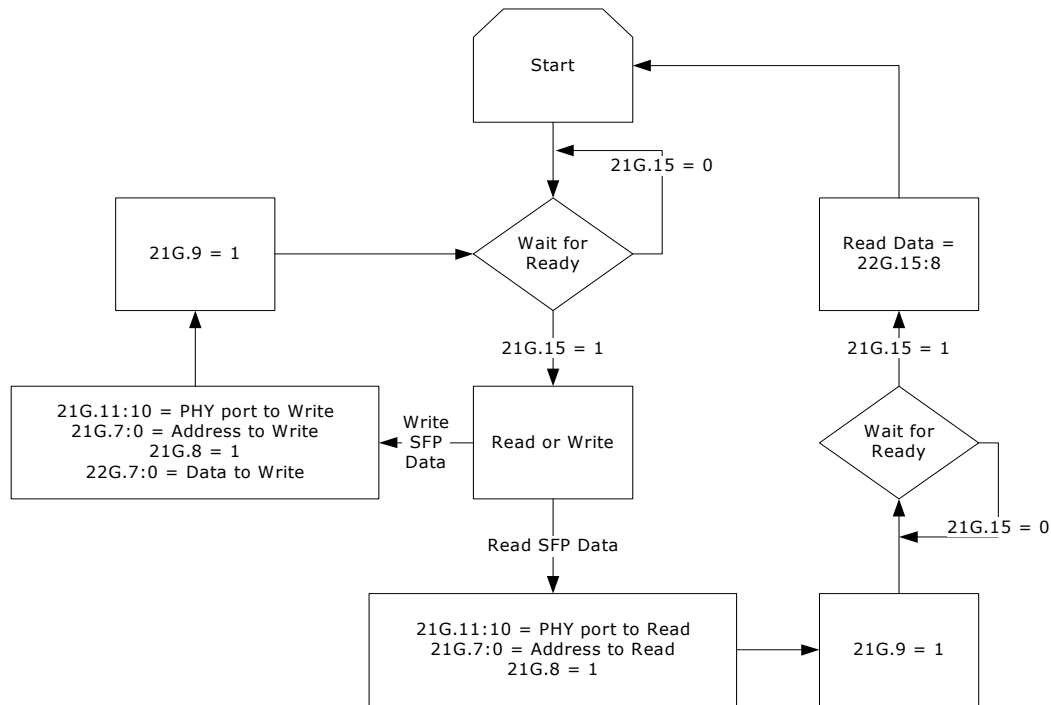 Start
21G.15 = 0
21G.9 = 1
Wait for
Ready
Read Data =
22G.15:8
21G.15 = 1
21G.15 = 1
21G.11:10 = PHY port to Write
21G.7:0 = Address to Write
21G.8 = 1
22G.7:0 = Data to Write
Write
SFP
Data
Read or Write
Wait for
Ready
21G.15 = 0
Read SFP Data
21G.11:10 = PHY port to Read
21G.7:0 = Address to Read
21G.8 = 1
21G.9 = 1